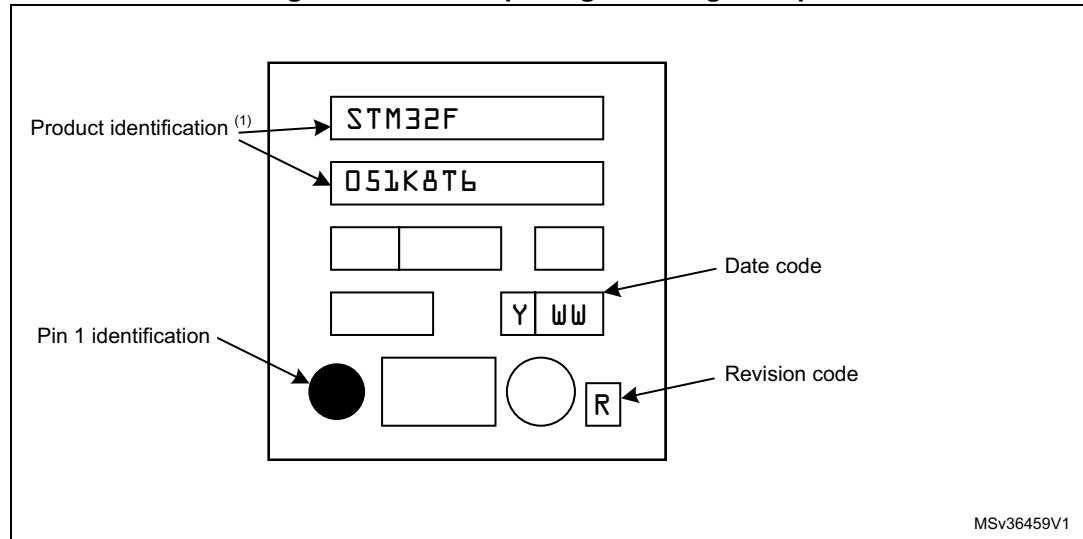 STM32F
Product identification (1)
051K8T6
Date code
Y WW
Pin 1 identification
Revision code
R
MSv36459V1